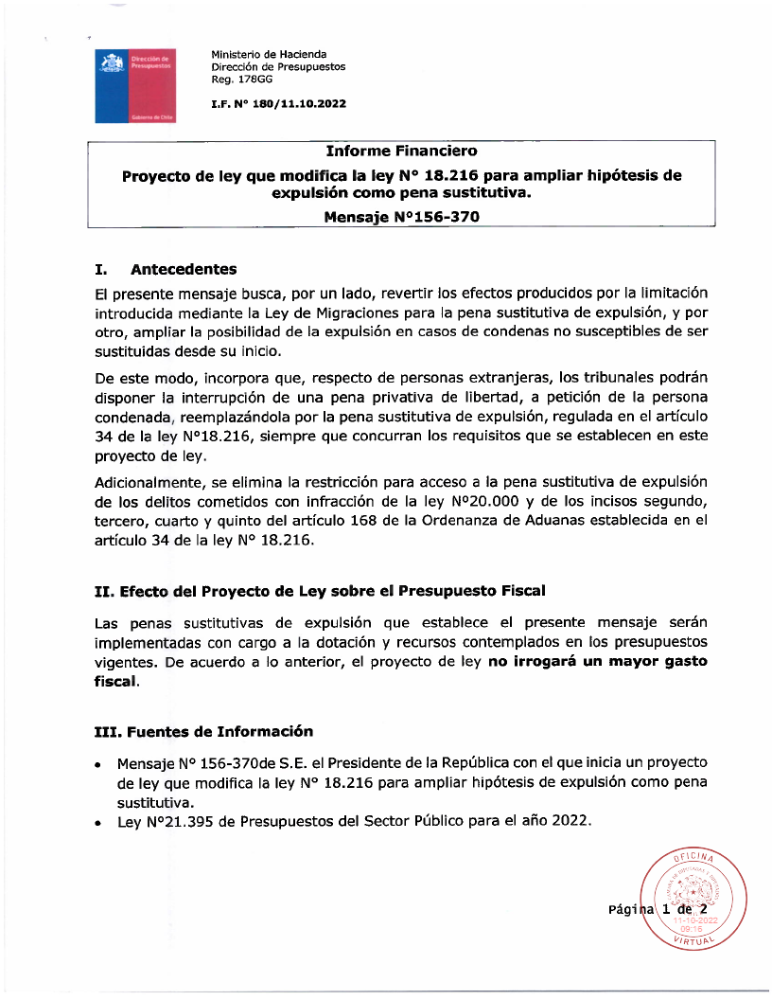 Dirección de
Presupuestos
Gobierno de Chile
Ministerio de Hacienda
Dirección de Presupuestos
Reg. 178GG
I.F. N° 180/11.10.2022
Informe Financiero
Proyecto de ley que modifica la ley N° 18.216 para ampliar hipótesis de
expulsión como pena sustitutiva.
Mensaje N°156-370
I. Antecedentes
El presente mensaje busca, por un lado, revertir los efectos producidos por la limitación
introducida mediante la Ley de Migraciones para la pena sustitutiva de expulsión, y por
otro, ampliar la posibilidad de la expulsión en casos de condenas no susceptibles de ser
sustituidas desde su inicio.
De este modo, incorpora que, respecto de personas extranjeras, los tribunales podrán
disponer la interrupción de una pena privativa de libertad, a petición de la persona
condenada, reemplazándola por la pena sustitutiva de expulsión, regulada en el artículo
34 de la ley N°18.216, siempre que concurran los requisitos que se establecen en este
proyecto de ley.
Adicionalmente, se elimina la restricción para acceso a la pena sustitutiva de expulsión
de los delitos cometidos con infracción de la ley N°20.000 y de los incisos segundo,
tercero, cuarto y quinto del artículo 168 de la Ordenanza de Aduanas establecida en el
artículo 34 de la ley N° 18.216.
II. Efecto del Proyecto de Ley sobre el Presupuesto Fiscal
Las penas sustitutivas de expulsión que establece el presente mensaje serán
implementadas con cargo a la dotación y recursos contemplados en los presupuestos
vigentes. De acuerdo a lo anterior, el proyecto de ley no irrogará un mayor gasto
fiscal.
III. Fuentes de Información
• Mensaje N° 156-370de S.E. el Presidente de la República con el que inicia un proyecto
de ley que modifica la ley N° 18.216 para ampliar hipótesis de expulsión como pena
sustitutiva.
• Ley N°21.395 de Presupuestos del Sector Público para el año 2022.
OFICINA
Página 1 de 2
11-10-2022
09:16
VIRTUAL